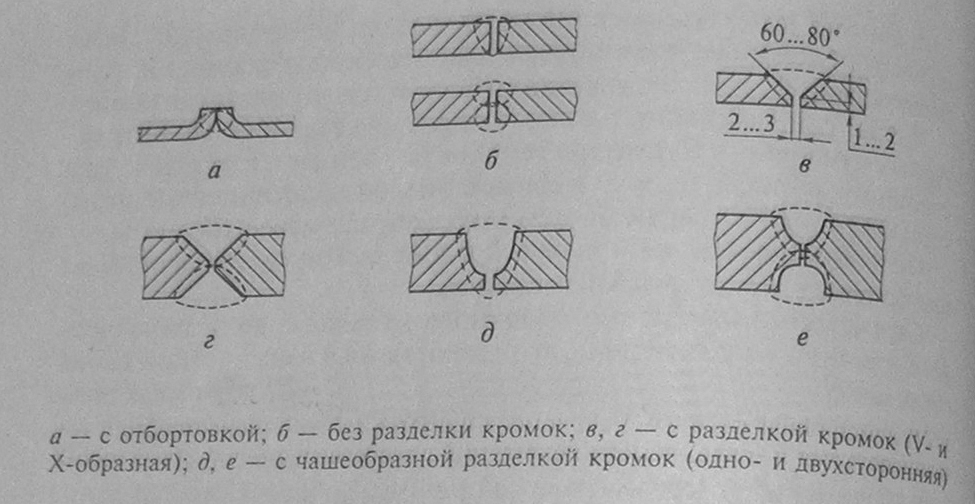 60...80°
2...3
1...2
а
б
в
г
д
е
а — с отбортовкой; б — без разделки кромок; в, г — с разделкой кромок (V- и
Х-образная); д, е — с чашеобразной разделкой кромок (одно- и двухсторонняя)